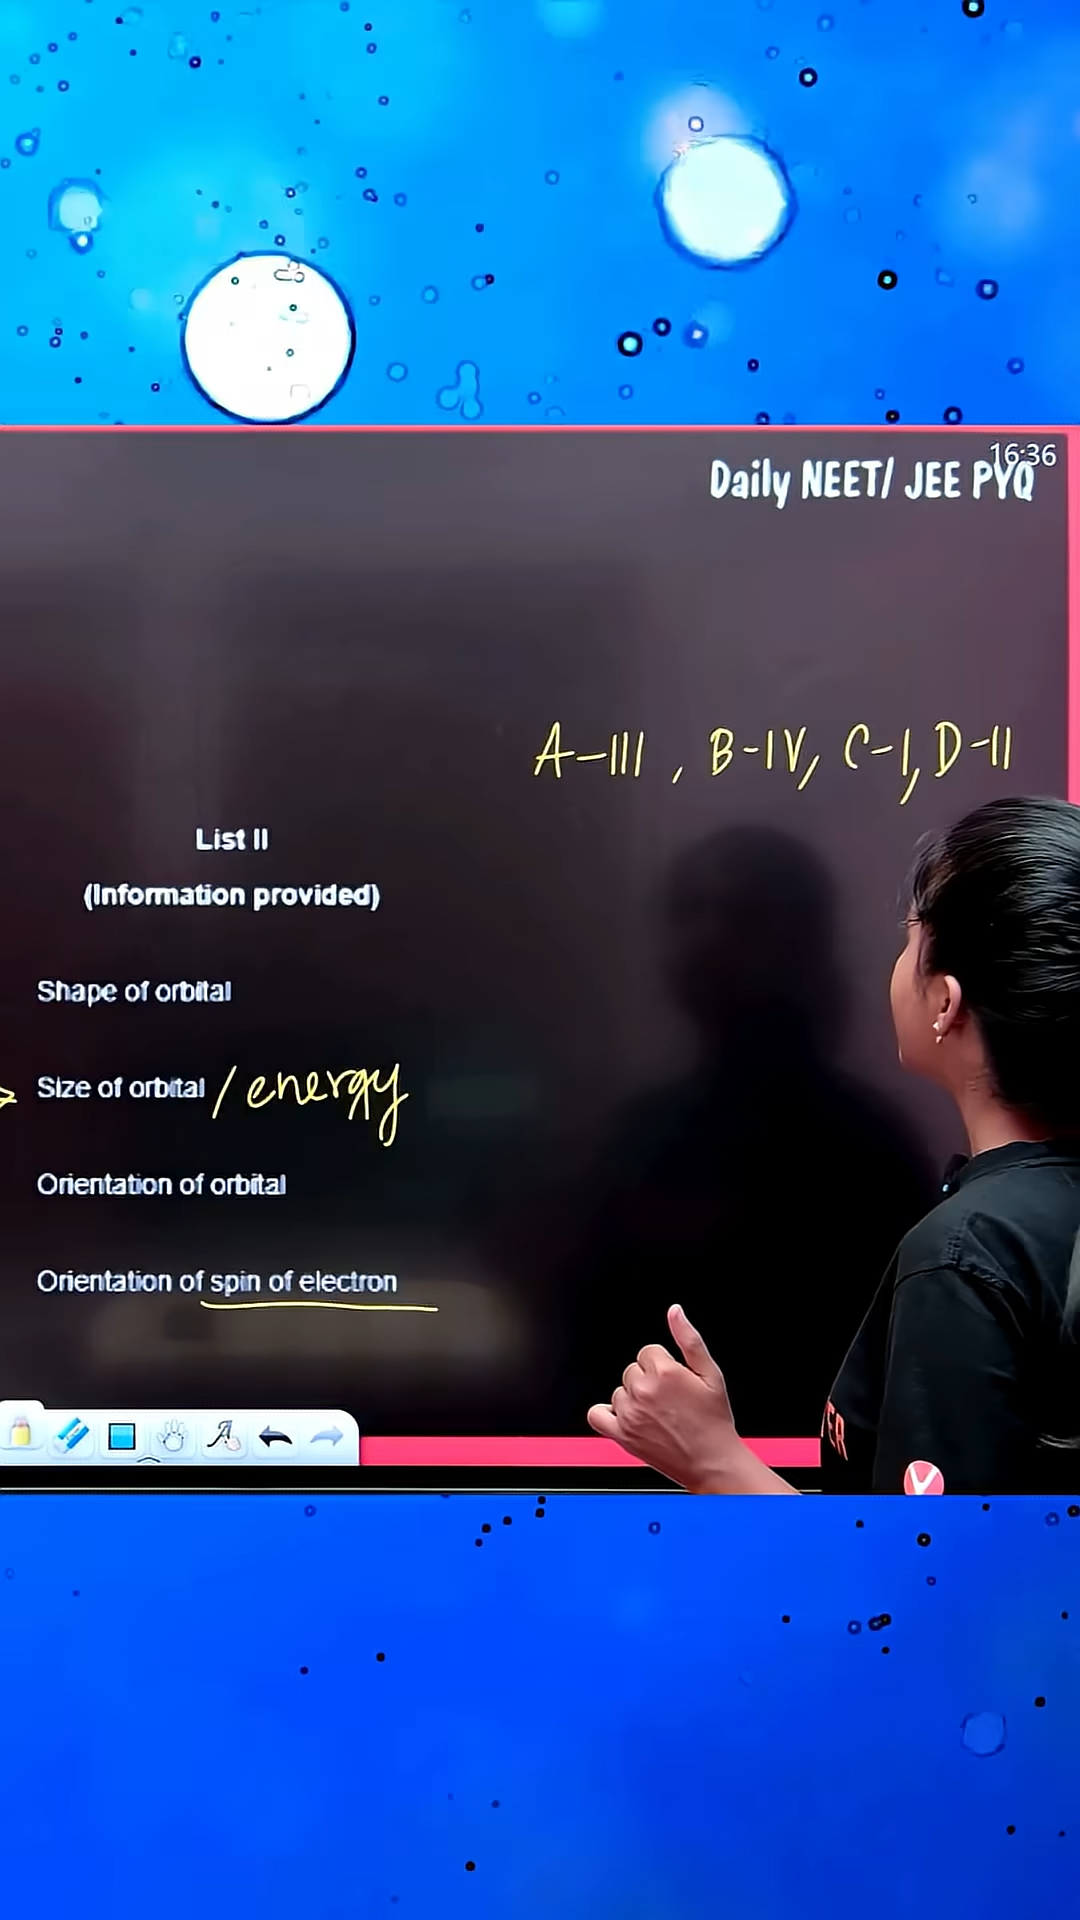 16:36
Daily NEET/ JEE PYQ
A-III, B-IV, C-I, D-II
List II
(Information provided)
Shape of orbital
Size of orbital / energy
Orientation of orbital
Orientation of spin of electron